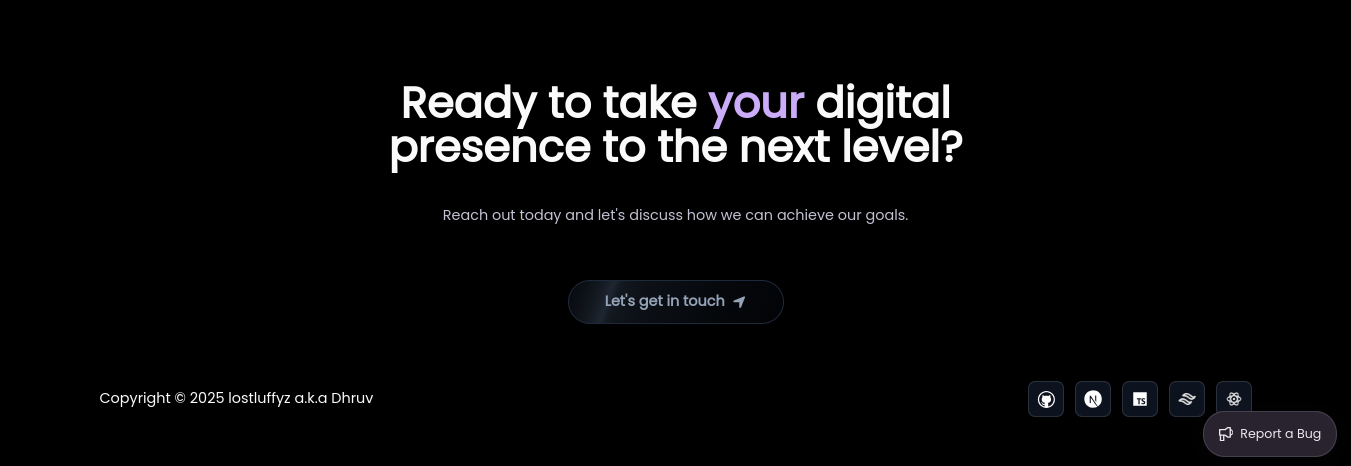 Ready to take your digital
presence to the next level?
Reach out today and let's discuss how we can achieve our goals.
Let's get in touch
Copyright © 2025 lostluffyz a.k.a Dhruv
N
TS
Report a Bug